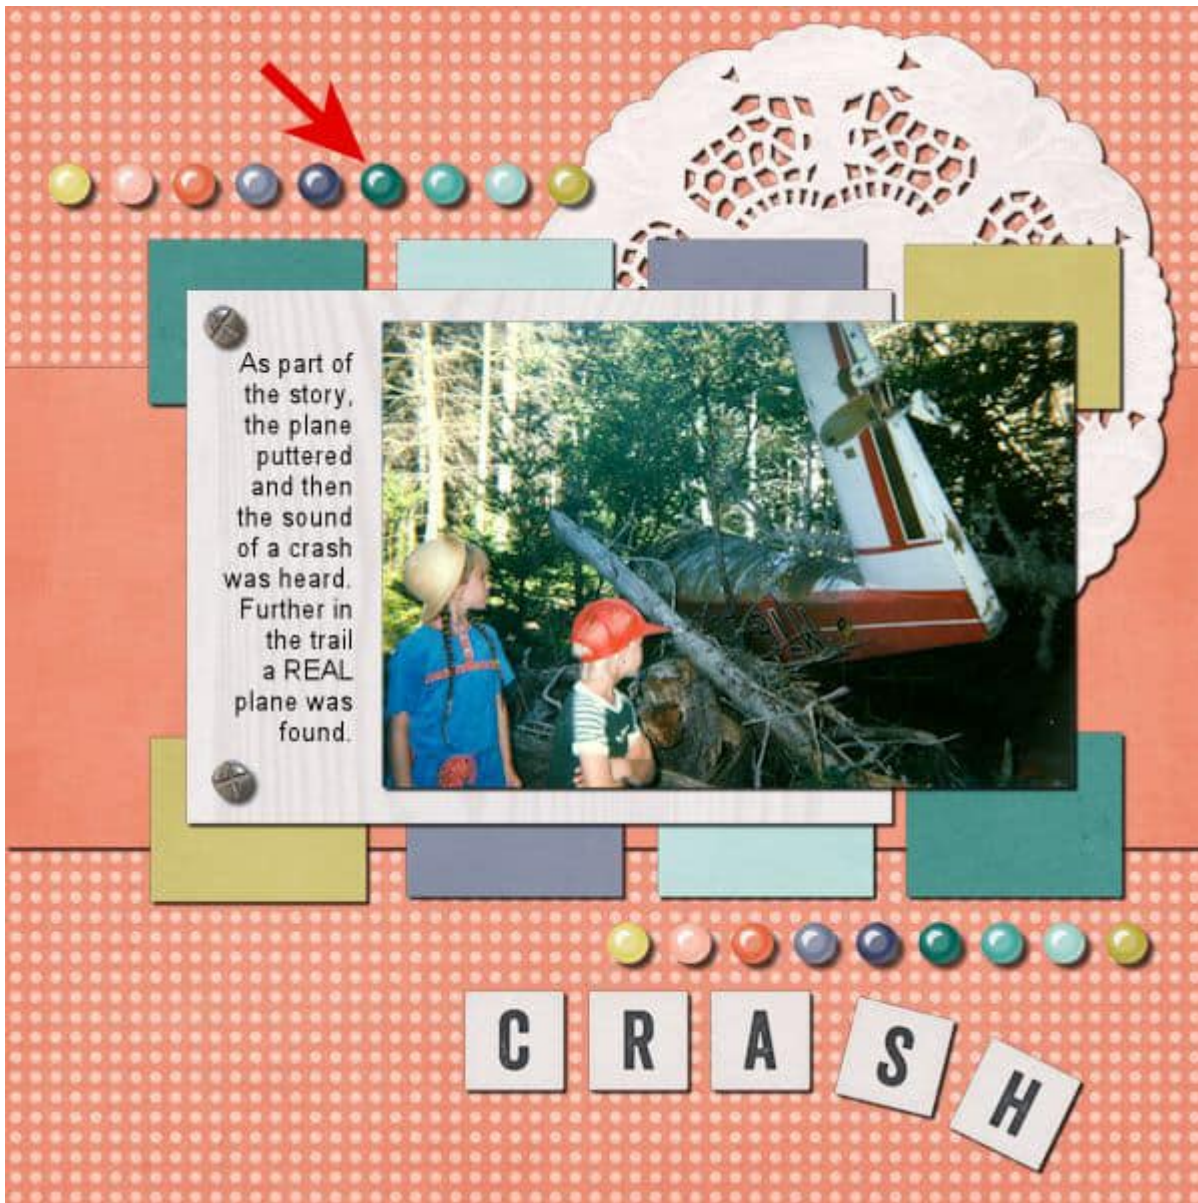 As part of
the story,
the plane
puttered
and then
the sound
of a crash
was heard.
Further in
the trail
a REAL
plane was
found.
CRASH